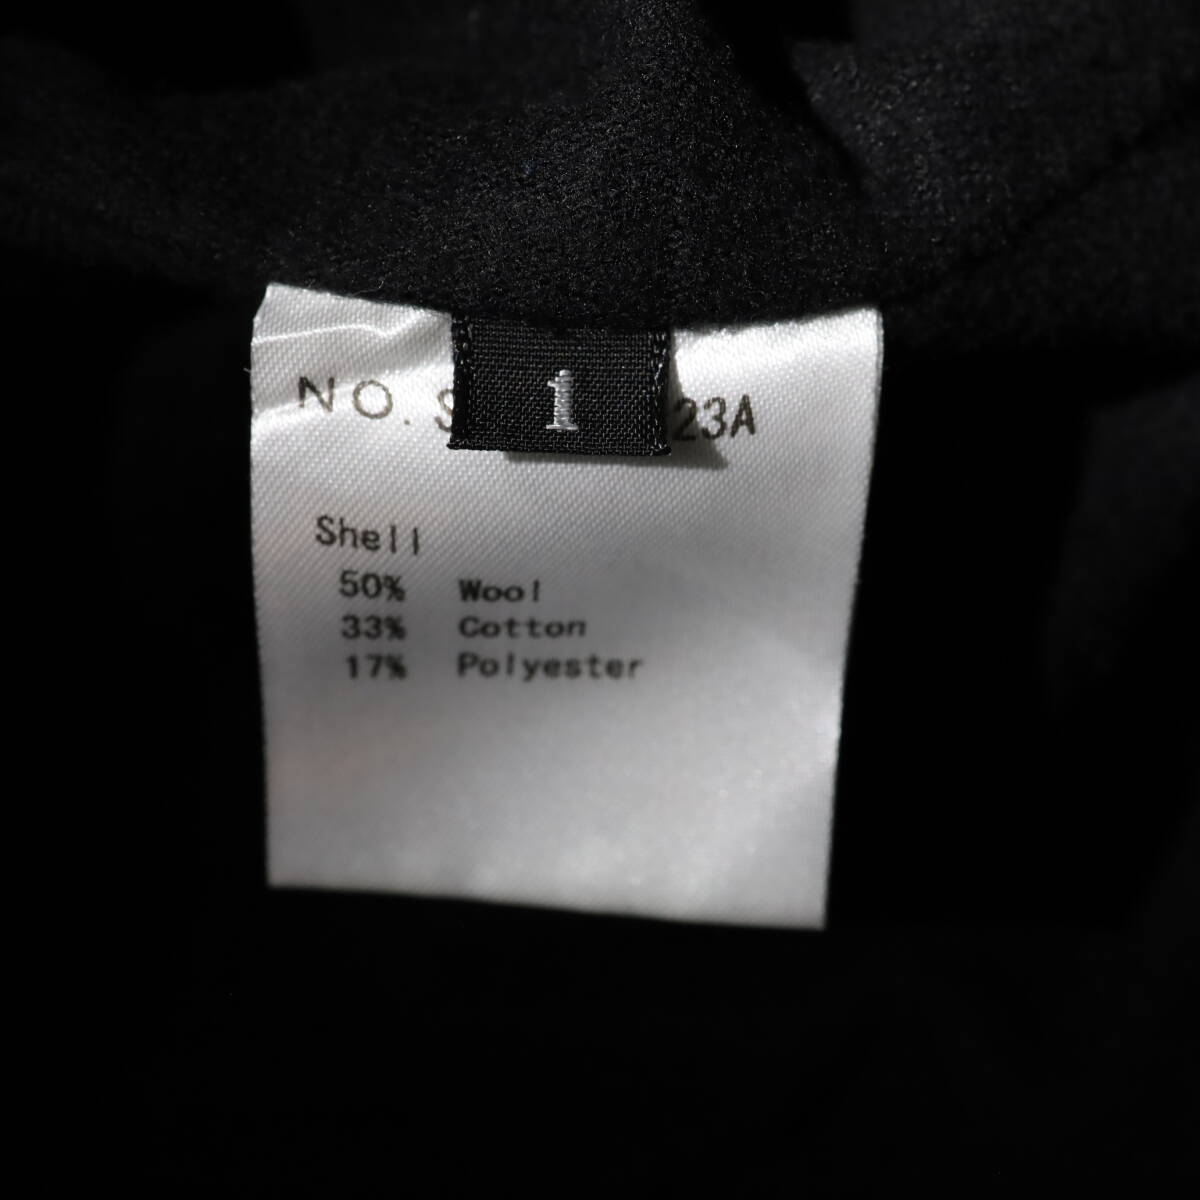 NO. S 1 23A
Shell
50% Wool
33% Cotton
17% Polyester